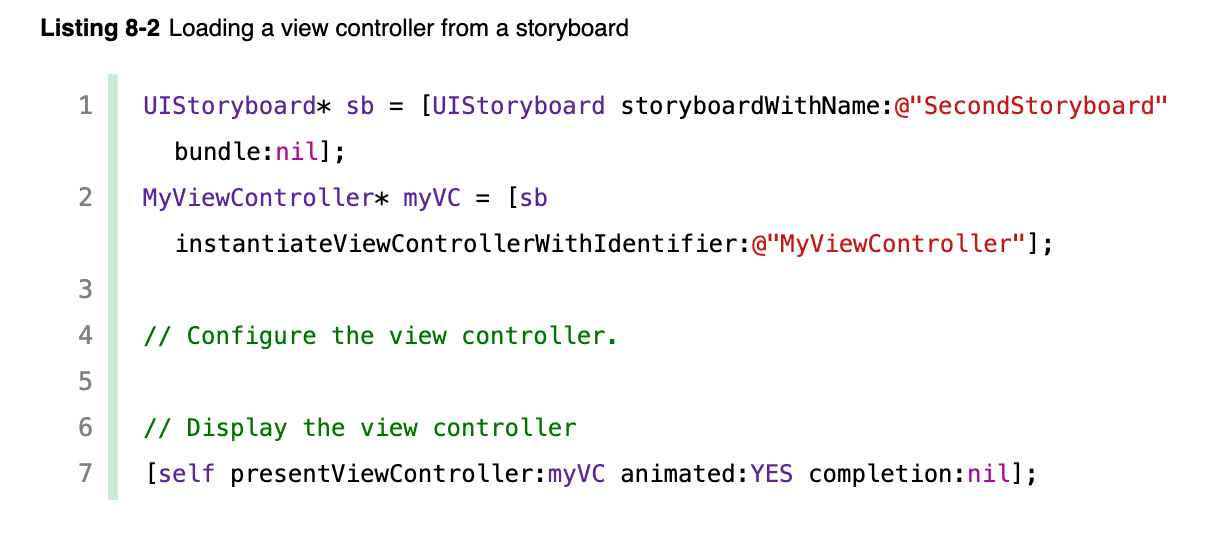 Listing 8-2 Loading a view controller from a storyboard
1 UIStoryboard* sb = [UIStoryboard storyboardWithName:@"SecondStoryboard"
bundle:nil];
2 MyViewController* myVC = [sb
instantiateViewControllerWithIdentifier:@"MyViewController"];
3
4 // Configure the view controller.
5
6 // Display the view controller
7 [self presentViewController:myVC animated:YES completion:nil];